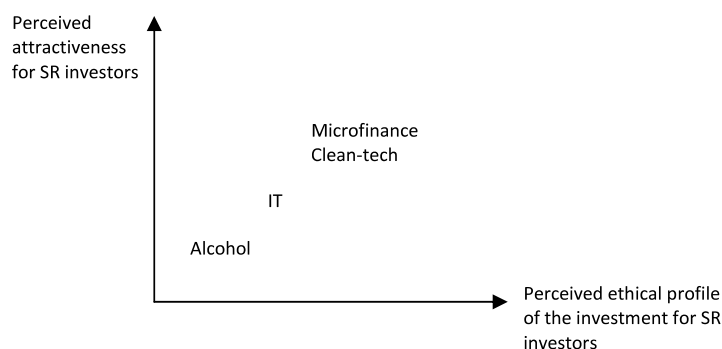 Perceived
attractiveness
for SR investors
Microfinance
Clean-tech
IT
Alcohol
Perceived ethical profile
of the investment for SR
investors